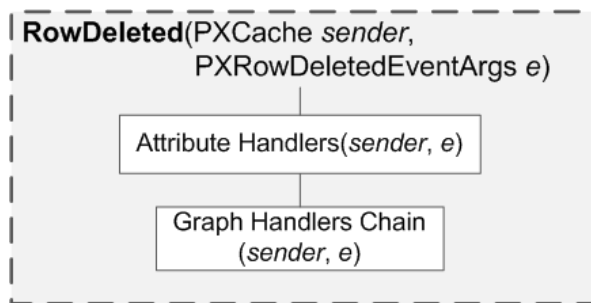 RowDeleted(PXCache sender,
PXRowDeletedEventArgs e)
Attribute Handlers(sender, e)
Graph Handlers Chain
(sender, e)